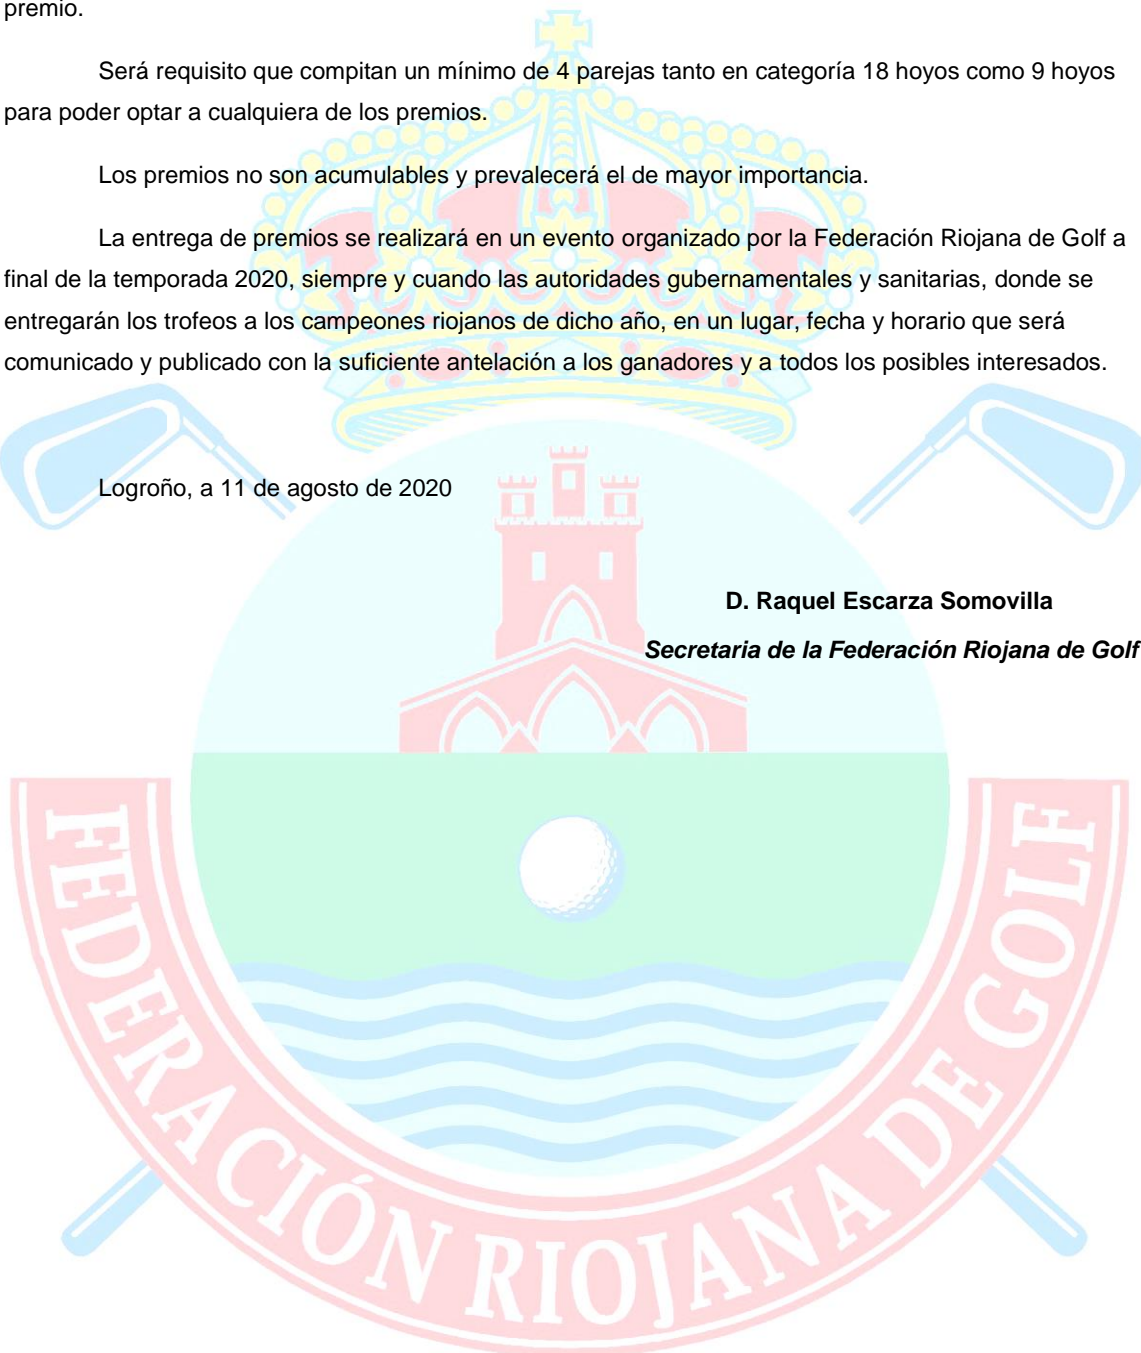 premio.
Será requisito que compitan un mínimo de 4 parejas tanto en categoría 18 hoyos como 9 hoyos
para poder optar a cualquiera de los premios.
Los premios no son acumulables y prevalecerá el de mayor importancia.
La entrega de premios se realizará en un evento organizado por la Federación Riojana de Golf a
final de la temporada 2020, siempre y cuando las autoridades gubernamentales y sanitarias, donde se
entregarán los trofeos a los campeones riojanos de dicho año, en un lugar, fecha y horario que será
comunicado y publicado con la suficiente antelación a los ganadores y a todos los posibles interesados.
Logroño, a 11 de agosto de 2020
D. Raquel Escarza Somovilla
Secretaria de la Federación Riojana de Golf
FEDERACIÓN RIOJANA DE GOLF